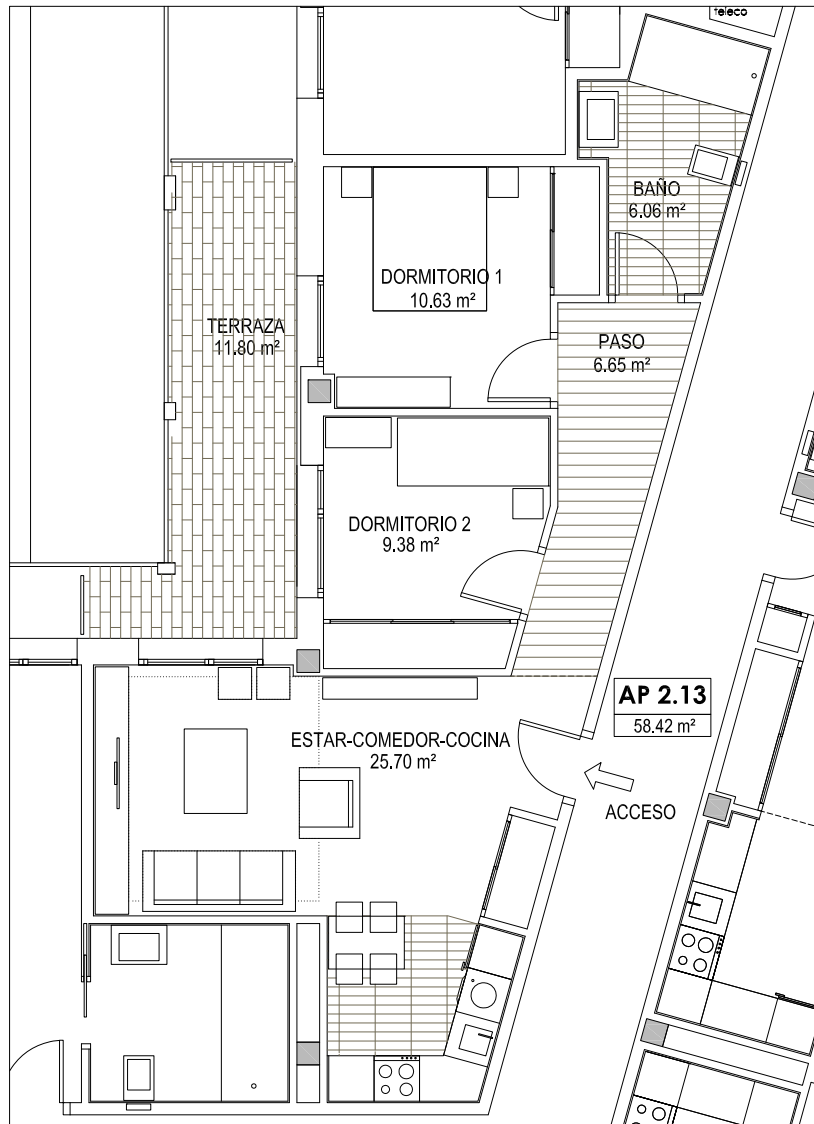 teleco
BAÑO
6.06 m²
DORMITORIO 1
10.63 m²
TERRAZA
11.80 m²
PASO
6.65 m²
DORMITORIO 2
9.38 m²
AP 2.13
58.42 m²
ESTAR-COMEDOR-COCINA
25.70 m²
ACCESO